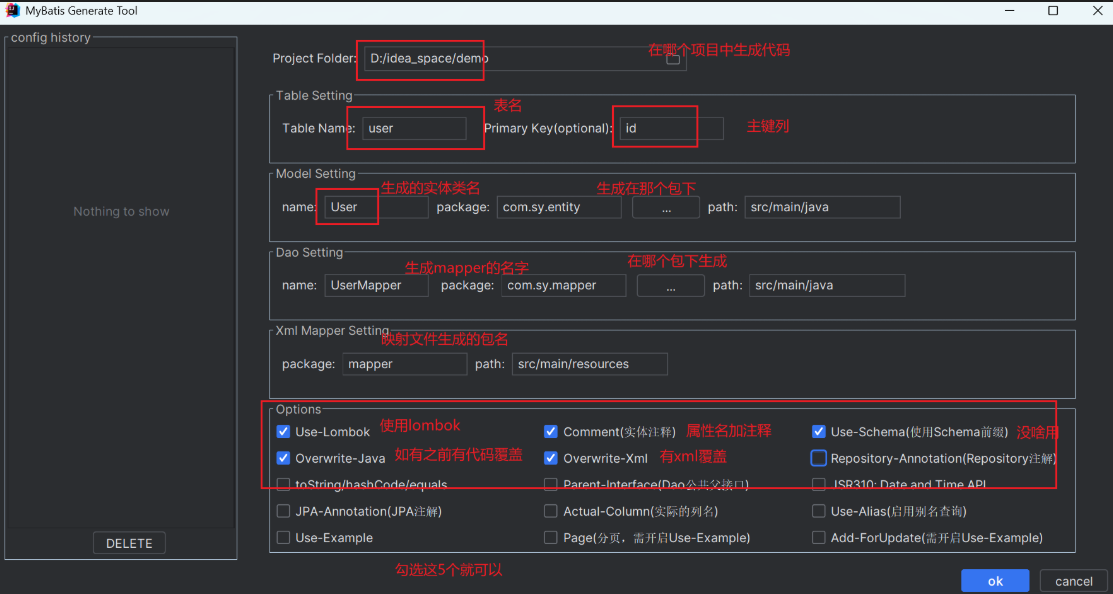 MyBatis Generate Tool
config history
Nothing to show
DELETE
Project Folder: D:/idea_space/demo 在哪个项目中生成代码
Table Setting
表名
Table Name: user Primary Key(optional): id 主键列
Model Setting
生成的实体类名 生成在那个包下
name: User package: com.sy.entity ... path: src/main/java
Dao Setting
生成mapper的名字 在哪个包下生成
name: UserMapper package: com.sy.mapper ... path: src/main/java
Xml Mapper Setting
映射文件生成的包名
package: mapper path: src/main/resources
Options
Use-Lombok 使用lombok Comment(实体注释) 属性名加注释 Use-Schema(使用Schema前缀) 没啥用
Overwrite-Java 如有之前有代码覆盖 Overwrite-Xml 有xml覆盖 Repository-Annotation(Repository注解)
toString/hashCode/equals Parent-Interface(Dao公共父接口) JSR310: Date and Time API
JPA-Annotation(JPA注解) Actual-Column(实际的列名) Use-Alias(启用别名查询)
Use-Example Page(分页，需开启Use-Example) Add-ForUpdate(需开启Use-Example)
勾选这5个就可以
ok cancel